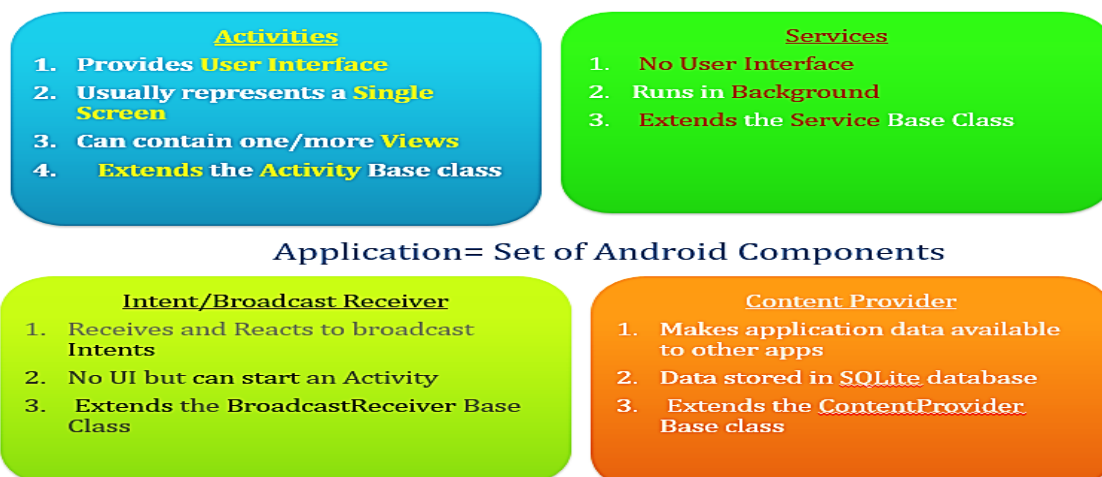 Activities
1. Provides User Interface
2. Usually represents a Single
Screen
3. Can contain one/more Views
4. Extends the Activity Base class
Services
1. No User Interface
2. Runs in Background
3. Extends the Service Base Class
Application= Set of Android Components
Intent/Broadcast Receiver
1. Receives and Reacts to broadcast
Intents
2. No UI but can start an Activity
3. Extends the BroadcastReceiver Base
Class
Content Provider
1. Makes application data available
to other apps
2. Data stored in SQLite database
3. Extends the ContentProvider
Base class